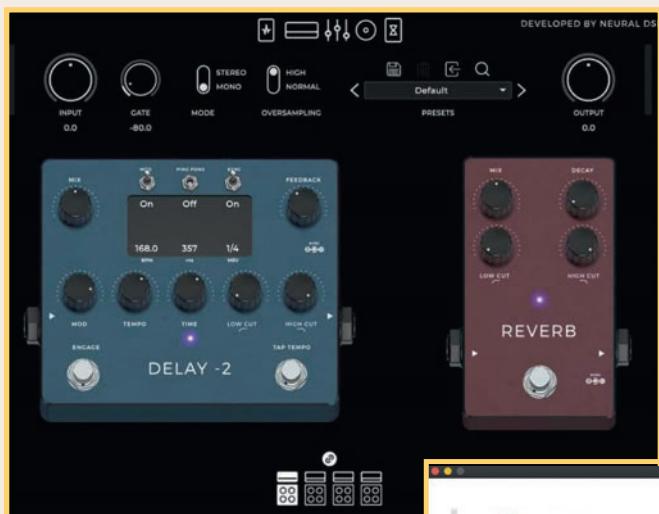 DEVELOPED BY NEURAL DS
STEREO
MONO
HIGH
NORMAL
Default
INPUT
GATE
MODE
OVERSAMPLING
PRESETS
OUTPUT
0.0
-80.0
0.0
MIX
MOD
PING PONG
SYNC
FEEDBACK
On
Off
On
168.0
357
1/4
BPM
MS
MOD
TEMPO
TIME
LOW CUT
HIGH CUT
ENGAGE
TAP TEMPO
DELAY -2
MIX
DECAY
LOW CUT
HIGH CUT
REVERB